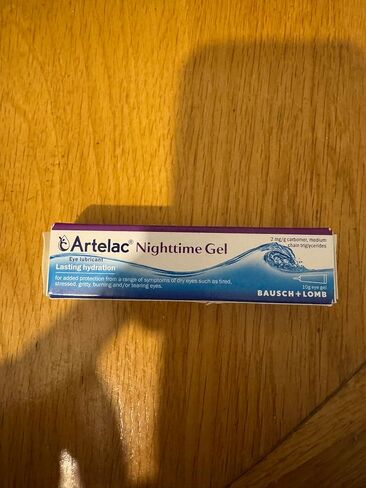 Artelac® Nighttime Gel
Eye lubricant
Lasting hydration
for added protection from a range of symptoms of dry eyes such as tired,
stressed, gritty, burning and/or tearing eyes.
2 mg/g carbomer, medium
chain triglycerides
10g eye gel
BAUSCH + LOMB